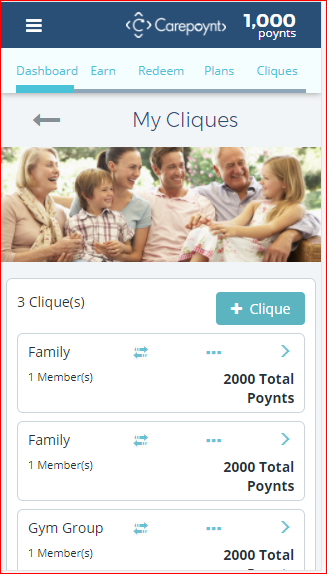 Carepoynt
1,000
poynts
Dashboard Earn Redeem Plans Cliques
My Cliques
3 Clique(s)
+ Clique
Family
1 Member(s)
2000 Total
Poynts
Family
1 Member(s)
2000 Total
Poynts
Gym Group
1 Member(s)
2000 Total